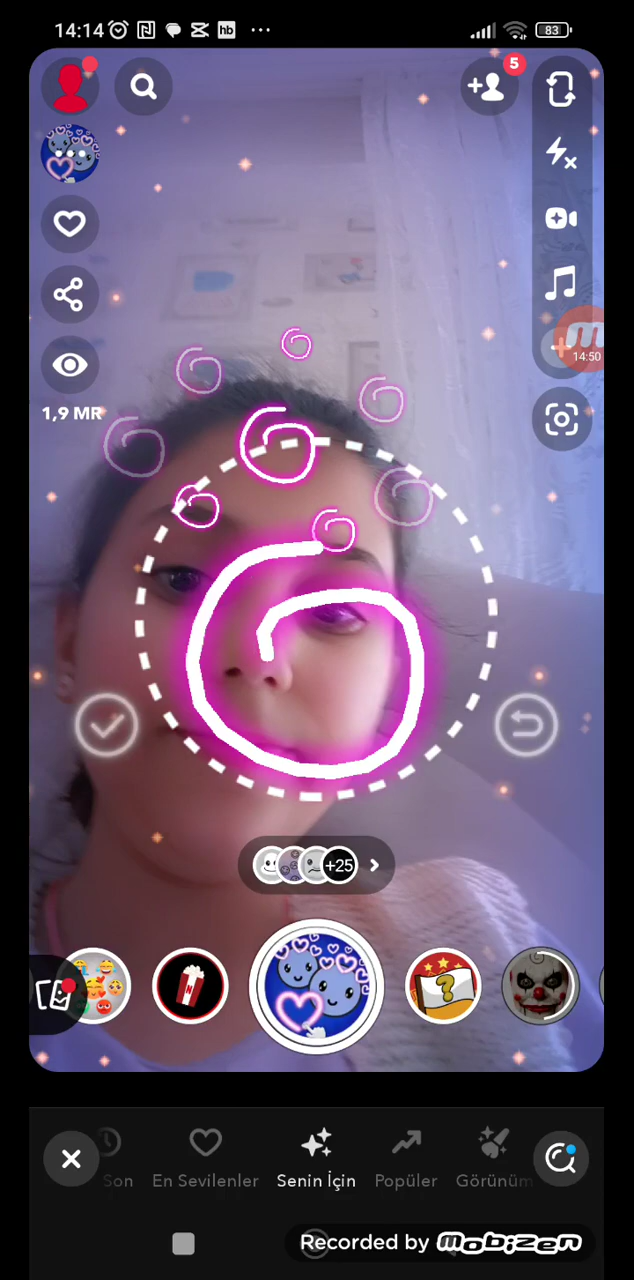 14:14
hb
83
5
14:50
1,9 MR
+25
Son
En Sevilenler
Senin İçin
Popüler
Görünüm
Recorded by mobizen